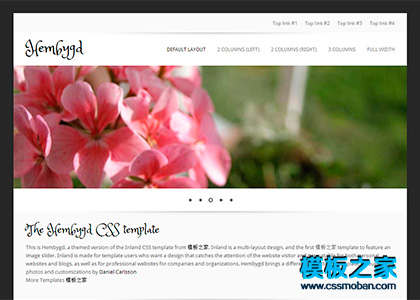 Top link #1 Top link #2 Top link #3 Top link #4
Hembygd
DEFAULT LAYOUT 2 COLUMNS (LEFT) 2 COLUMNS (RIGHT) 3 COLUMNS FULL WIDTH
The Hembygd CSS template
This is Hembygd, a themed version of the Inland CSS template from 模板之家. Inland is a multi-layout design, and the first 模板之家 template to feature an
image slider. Inland is made for template users who want a design that catches the attention of the website visitor and for both personal
websites and blogs, as well for professional websites for companies and organizations. Hembygd brings a differ
photos and customizations by Daniel Carlsson
More Templates 模板之家
模板之家
www.cssmoban.com